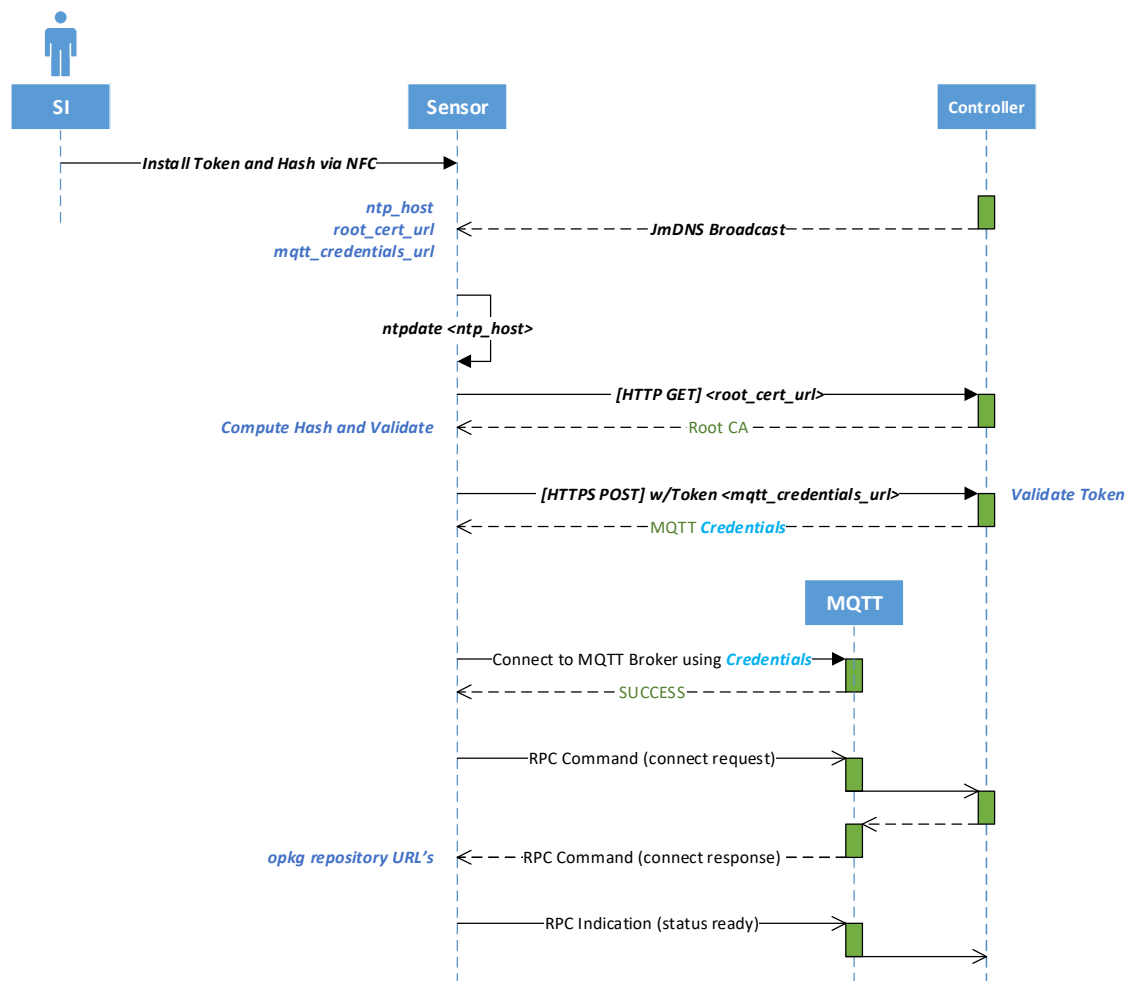 SI
Sensor
Controller
Install Token and Hash via NFC
ntp_host
root_cert_url
mqtt_credentials_url
JmDNS Broadcast
ntpdate <ntp_host>
[HTTP GET] <root_cert_url>
Compute Hash and Validate
Root CA
[HTTPS POST] w/Token <mqtt_credentials_url>
Validate Token
MQTT Credentials
MQTT
Connect to MQTT Broker using Credentials
SUCCESS
RPC Command (connect request)
opkg repository URL’s
RPC Command (connect response)
RPC Indication (status ready)